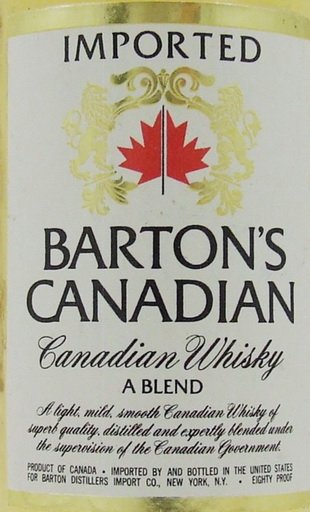 IMPORTED
BARTON'S
CANADIAN
Canadian Whisky
A BLEND
A light, mild, smooth Canadian Whisky of
superb quality, distilled and expertly blended under
the supervision of the Canadian Government.
PRODUCT OF CANADA • IMPORTED BY AND BOTTLED IN THE UNITED STATES
FOR BARTON DISTILLERS IMPORT CO., NEW YORK, N.Y. • EIGHTY PROOF